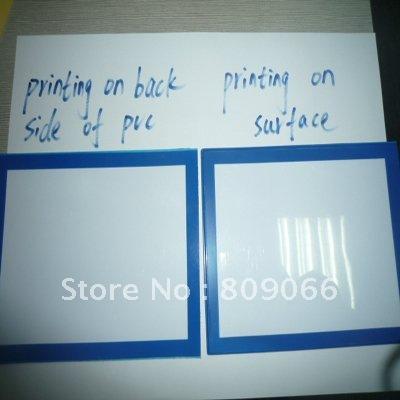 printing on back
side of pvc
printing on
surface
Store No : 809066